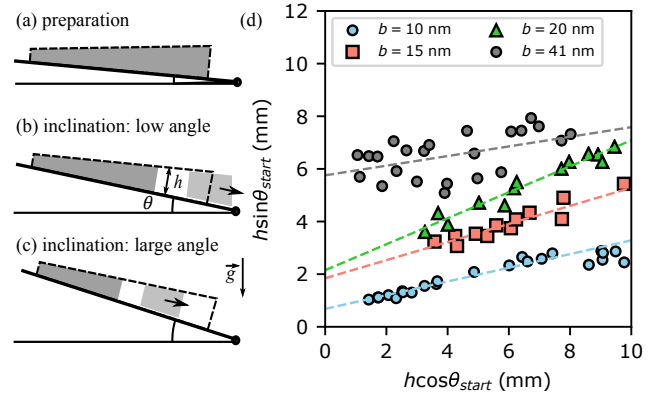 (a) preparation
(b) inclination: low angle
h
θ
(c) inclination: large angle
g
(d)
b = 10 nm
b = 15 nm
b = 20 nm
b = 41 nm
hsinθstart (mm)
12
10
8
6
4
2
0
0 2 4 6 8 10
hcosθstart (mm)